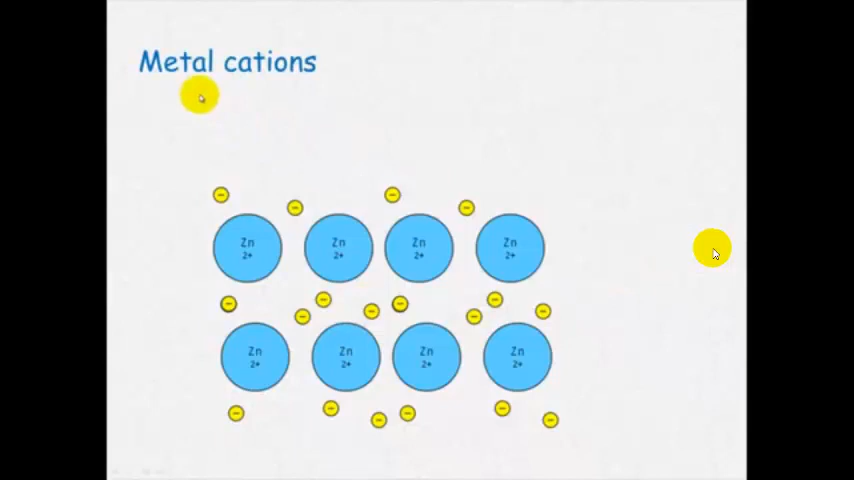 Metal cations
− − − −
Zn Zn Zn Zn
2+ 2+ 2+ 2+
− − − − − − − −
Zn Zn Zn Zn
2+ 2+ 2+ 2+
− − − − − −